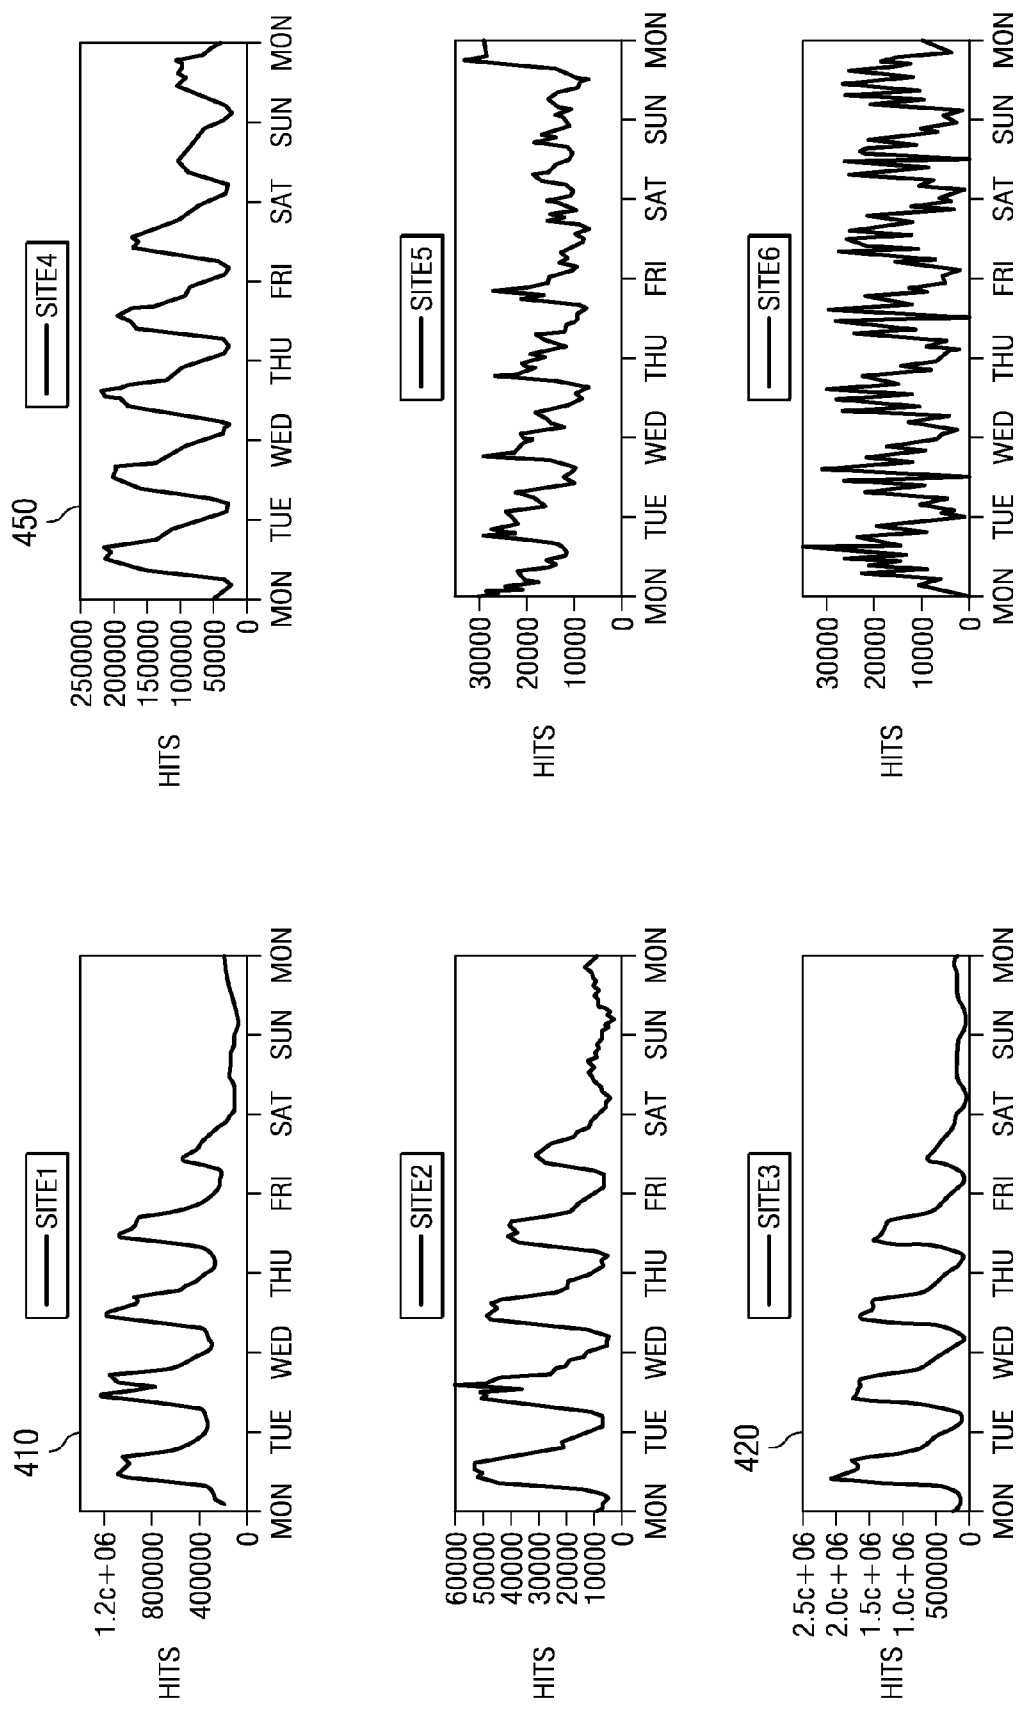 410
SITE1
HITS
1.2c+06
800000
400000
0
MON TUE WED THU FRI SAT SUN MON
450
SITE4
HITS
250000
200000
150000
100000
50000
0
MON TUE WED THU FRI SAT SUN MON
SITE2
HITS
60000
50000
40000
30000
20000
10000
0
MON TUE WED THU FRI SAT SUN MON
SITE5
HITS
30000
20000
10000
0
MON TUE WED THU FRI SAT SUN MON
420
SITE3
HITS
2.5c+06
2.0c+06
1.5c+06
1.0c+06
500000
0
MON TUE WED THU FRI SAT SUN MON
SITE6
HITS
30000
20000
10000
0
MON TUE WED THU FRI SAT SUN MON